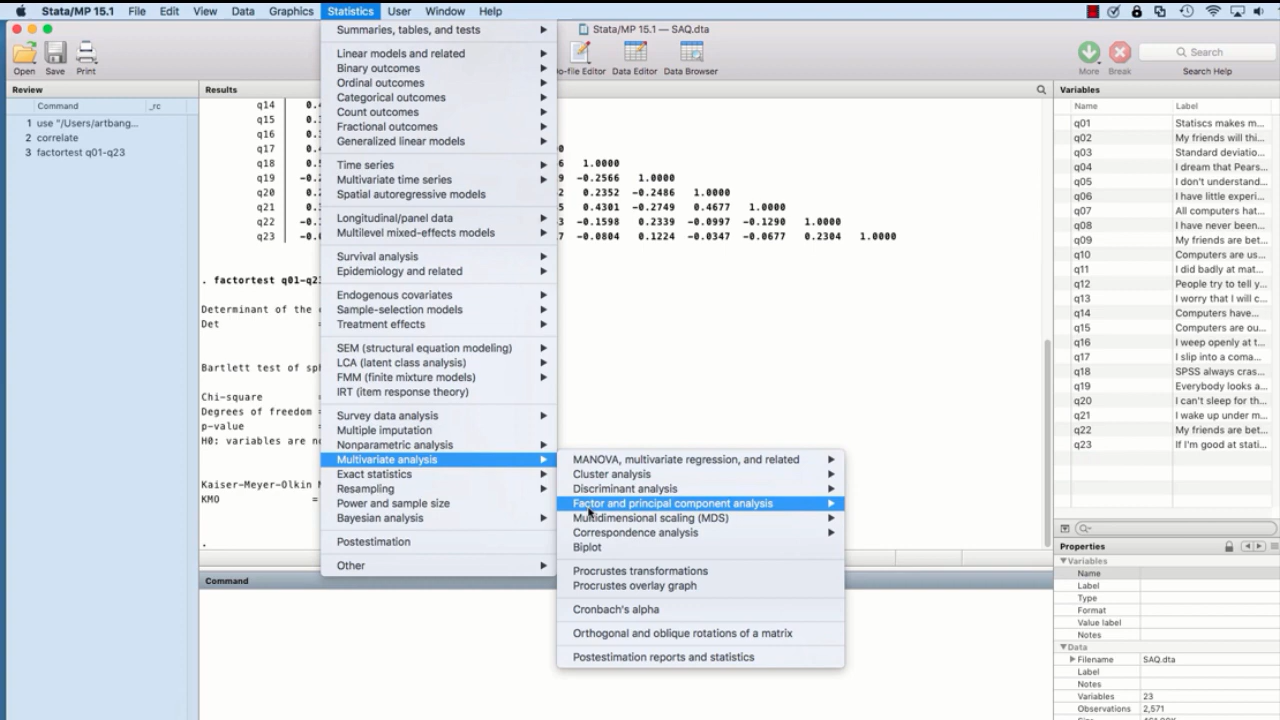 Stata/MP 15.1 File Edit View Data Graphics Statistics User Window Help
Stata/MP 15.1 — SAQ.dta
Open Save Print
o-file Editor Data Editor Data Browser
More Break
Search
Search Help
Review
Command _rc
1 use "/Users/artbang...
2 correlate
3 factortest q01-q23
Results
q14 0.
q15 0.
q16 0.
q17 0.
q18 0. 1.0000
q19 -0. -0.2566 1.0000
q20 0. 0.2352 -0.2486 1.0000
q21 0. 0.4301 -0.2749 0.4677 1.0000
q22 -0. -0.1598 0.2339 -0.0997 -0.1290 1.0000
q23 -0. -0.0804 0.1224 -0.0347 -0.0677 0.2304 1.0000
. factortest q01-q2
Determinant of the
Det =
Bartlett test of sp
Chi-square =
Degrees of freedom =
p-value =
H0: variables are n
Kaiser-Meyer-Olkin
KMO =
.
Command
Summaries, tables, and tests
Linear models and related
Binary outcomes
Ordinal outcomes
Categorical outcomes
Count outcomes
Fractional outcomes
Generalized linear models
Time series
Multivariate time series
Spatial autoregressive models
Longitudinal/panel data
Multilevel mixed-effects models
Survival analysis
Epidemiology and related
Endogenous covariates
Sample-selection models
Treatment effects
SEM (structural equation modeling)
LCA (latent class analysis)
FMM (finite mixture models)
IRT (item response theory)
Survey data analysis
Multiple imputation
Nonparametric analysis
Multivariate analysis
Exact statistics
Resampling
Power and sample size
Bayesian analysis
Postestimation
Other
MANOVA, multivariate regression, and related
Cluster analysis
Discriminant analysis
Factor and principal component analysis
Multidimensional scaling (MDS)
Correspondence analysis
Biplot
Procrustes transformations
Procrustes overlay graph
Cronbach's alpha
Orthogonal and oblique rotations of a matrix
Postestimation reports and statistics
Variables
Name Label
q01 Statiscs makes m...
q02 My friends will thi...
q03 Standard deviatio...
q04 I dream that Pears...
q05 I don't understand...
q06 I have little experi...
q07 All computers hat...
q08 I have never been...
q09 My friends are bet...
q10 Computers are us...
q11 I did badly at mat...
q12 People try to tell y...
q13 I worry that I will c...
q14 Computers have...
q15 Computers are ou...
q16 I weep openly at t...
q17 I slip into a coma...
q18 SPSS always cras...
q19 Everybody looks a...
q20 I can't sleep for th...
q21 I wake up under m...
q22 My friends are bet...
q23 If I'm good at stati...
Properties
Variables
Name
Label
Type
Format
Value label
Notes
Data
Filename SAQ.dta
Label
Notes
Variables 23
Observations 2,571